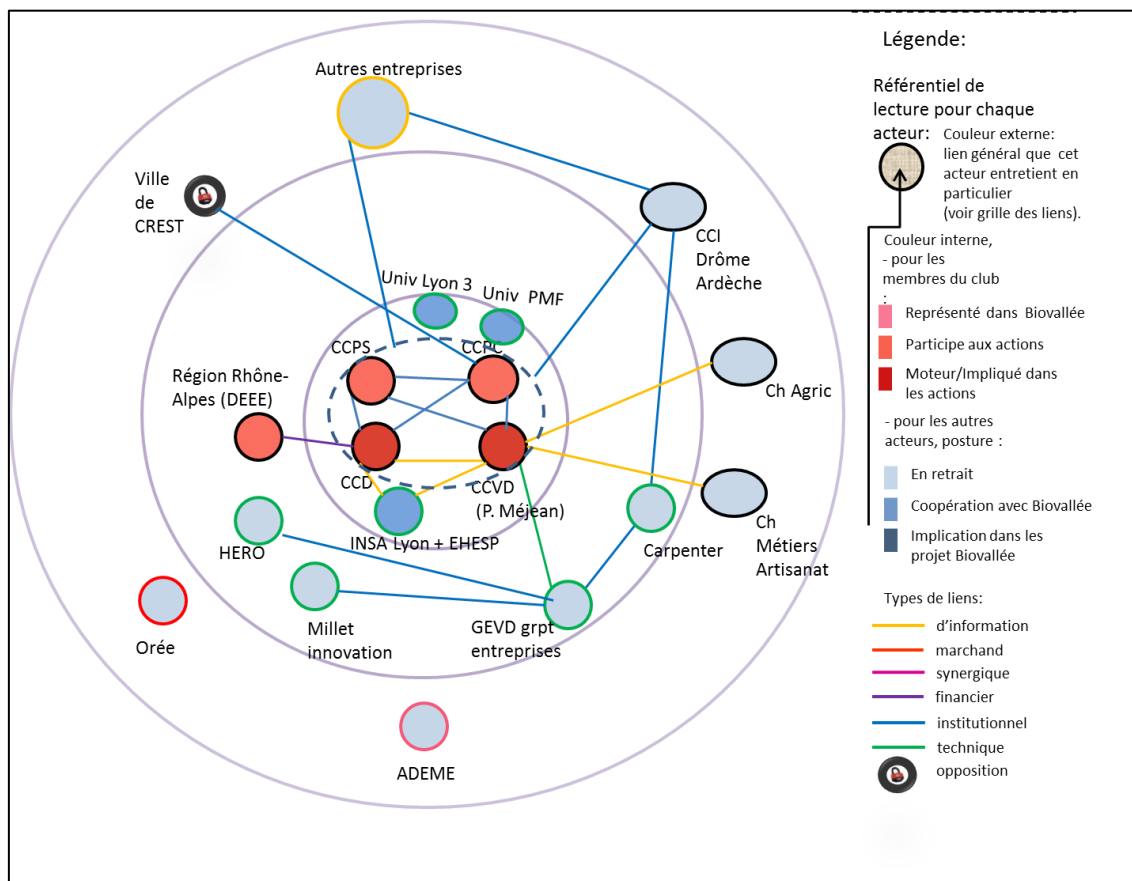 Autres entreprises
Ville
de
CREST
CCI
Drôme
Ardèche
Univ Lyon 3
Univ PMF
CCPS
CCPC
Région Rhône-
Alpes (DEEE)
Ch Agric
CCD
CCVD
(P. Méjean)
INSA Lyon + EHESP
HERO
Carpenter
Ch
Métiers
Artisanat
Orée
Millet
innovation
GEVD grpt
entreprises
ADEME
Légende:
Référentiel de
lecture pour chaque
acteur:
Couleur externe:
lien général que cet
acteur entretient en
particulier
(voir grille des liens).
Couleur interne,
- pour les
membres du club
:
Représenté dans Biovallée
Participe aux actions
Moteur/Impliqué dans
les actions
- pour les autres
acteurs, posture :
En retrait
Coopération avec Biovallée
Implication dans les
projet Biovallée
Types de liens:
d'information
marchand
synergique
financier
institutionnel
technique
opposition